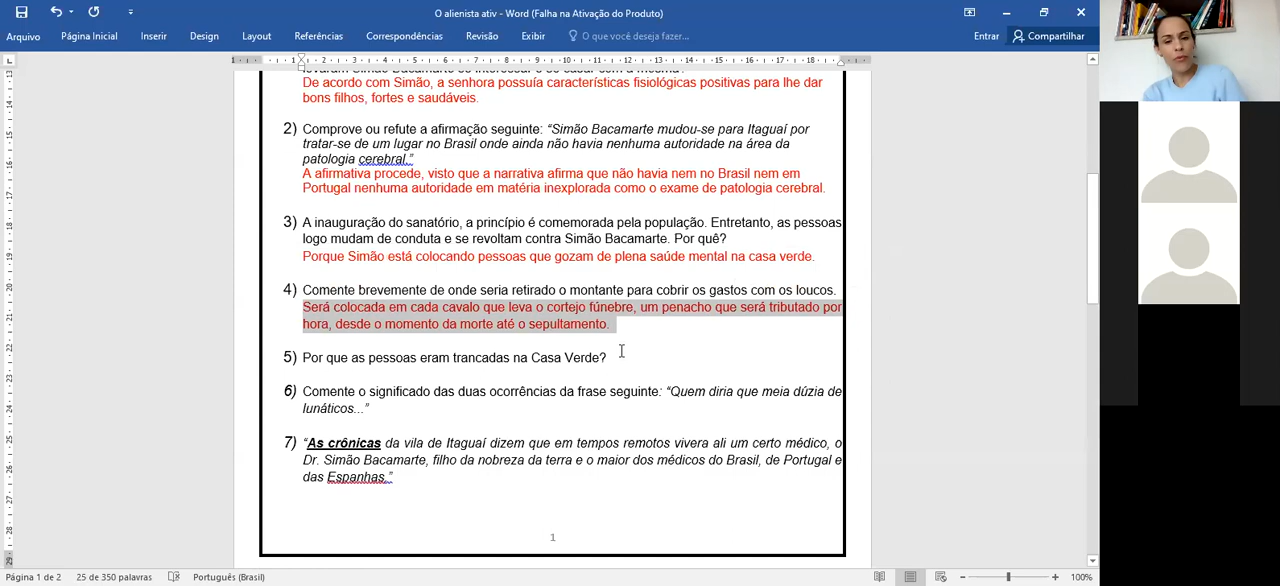 O alienista ativ - Word (Falha na Ativação do Produto)
Arquivo Página Inicial Inserir Design Layout Referências Correspondências Revisão Exibir O que você deseja fazer... Entrar Compartilhar
De acordo com Simão, a senhora possuía características fisiológicas positivas para lhe dar
bons filhos, fortes e saudáveis.
2) Comprove ou refute a afirmação seguinte: “Simão Bacamarte mudou-se para Itaguaí por
tratar-se de um lugar no Brasil onde ainda não havia nenhuma autoridade na área da
patologia cerebral.”
A afirmativa procede, visto que a narrativa afirma que não havia nem no Brasil nem em
Portugal nenhuma autoridade em matéria inexplorada como o exame de patologia cerebral.
3) A inauguração do sanatório, a princípio é comemorada pela população. Entretanto, as pessoas
logo mudam de conduta e se revoltam contra Simão Bacamarte. Por quê?
Porque Simão está colocando pessoas que gozam de plena saúde mental na casa verde.
4) Comente brevemente de onde seria retirado o montante para cobrir os gastos com os loucos.
Será colocada em cada cavalo que leva o cortejo fúnebre, um penacho que será tributado por
hora, desde o momento da morte até o sepultamento.
5) Por que as pessoas eram trancadas na Casa Verde?
6) Comente o significado das duas ocorrências da frase seguinte: “Quem diria que meia dúzia de
lunáticos...”
7) “As crônicas da vila de Itaguaí dizem que em tempos remotos vivera ali um certo médico, o
Dr. Simão Bacamarte, filho da nobreza da terra e o maior dos médicos do Brasil, de Portugal e
das Espanhas.”
1
Página 1 de 2 25 de 350 palavras Português (Brasil) 100%